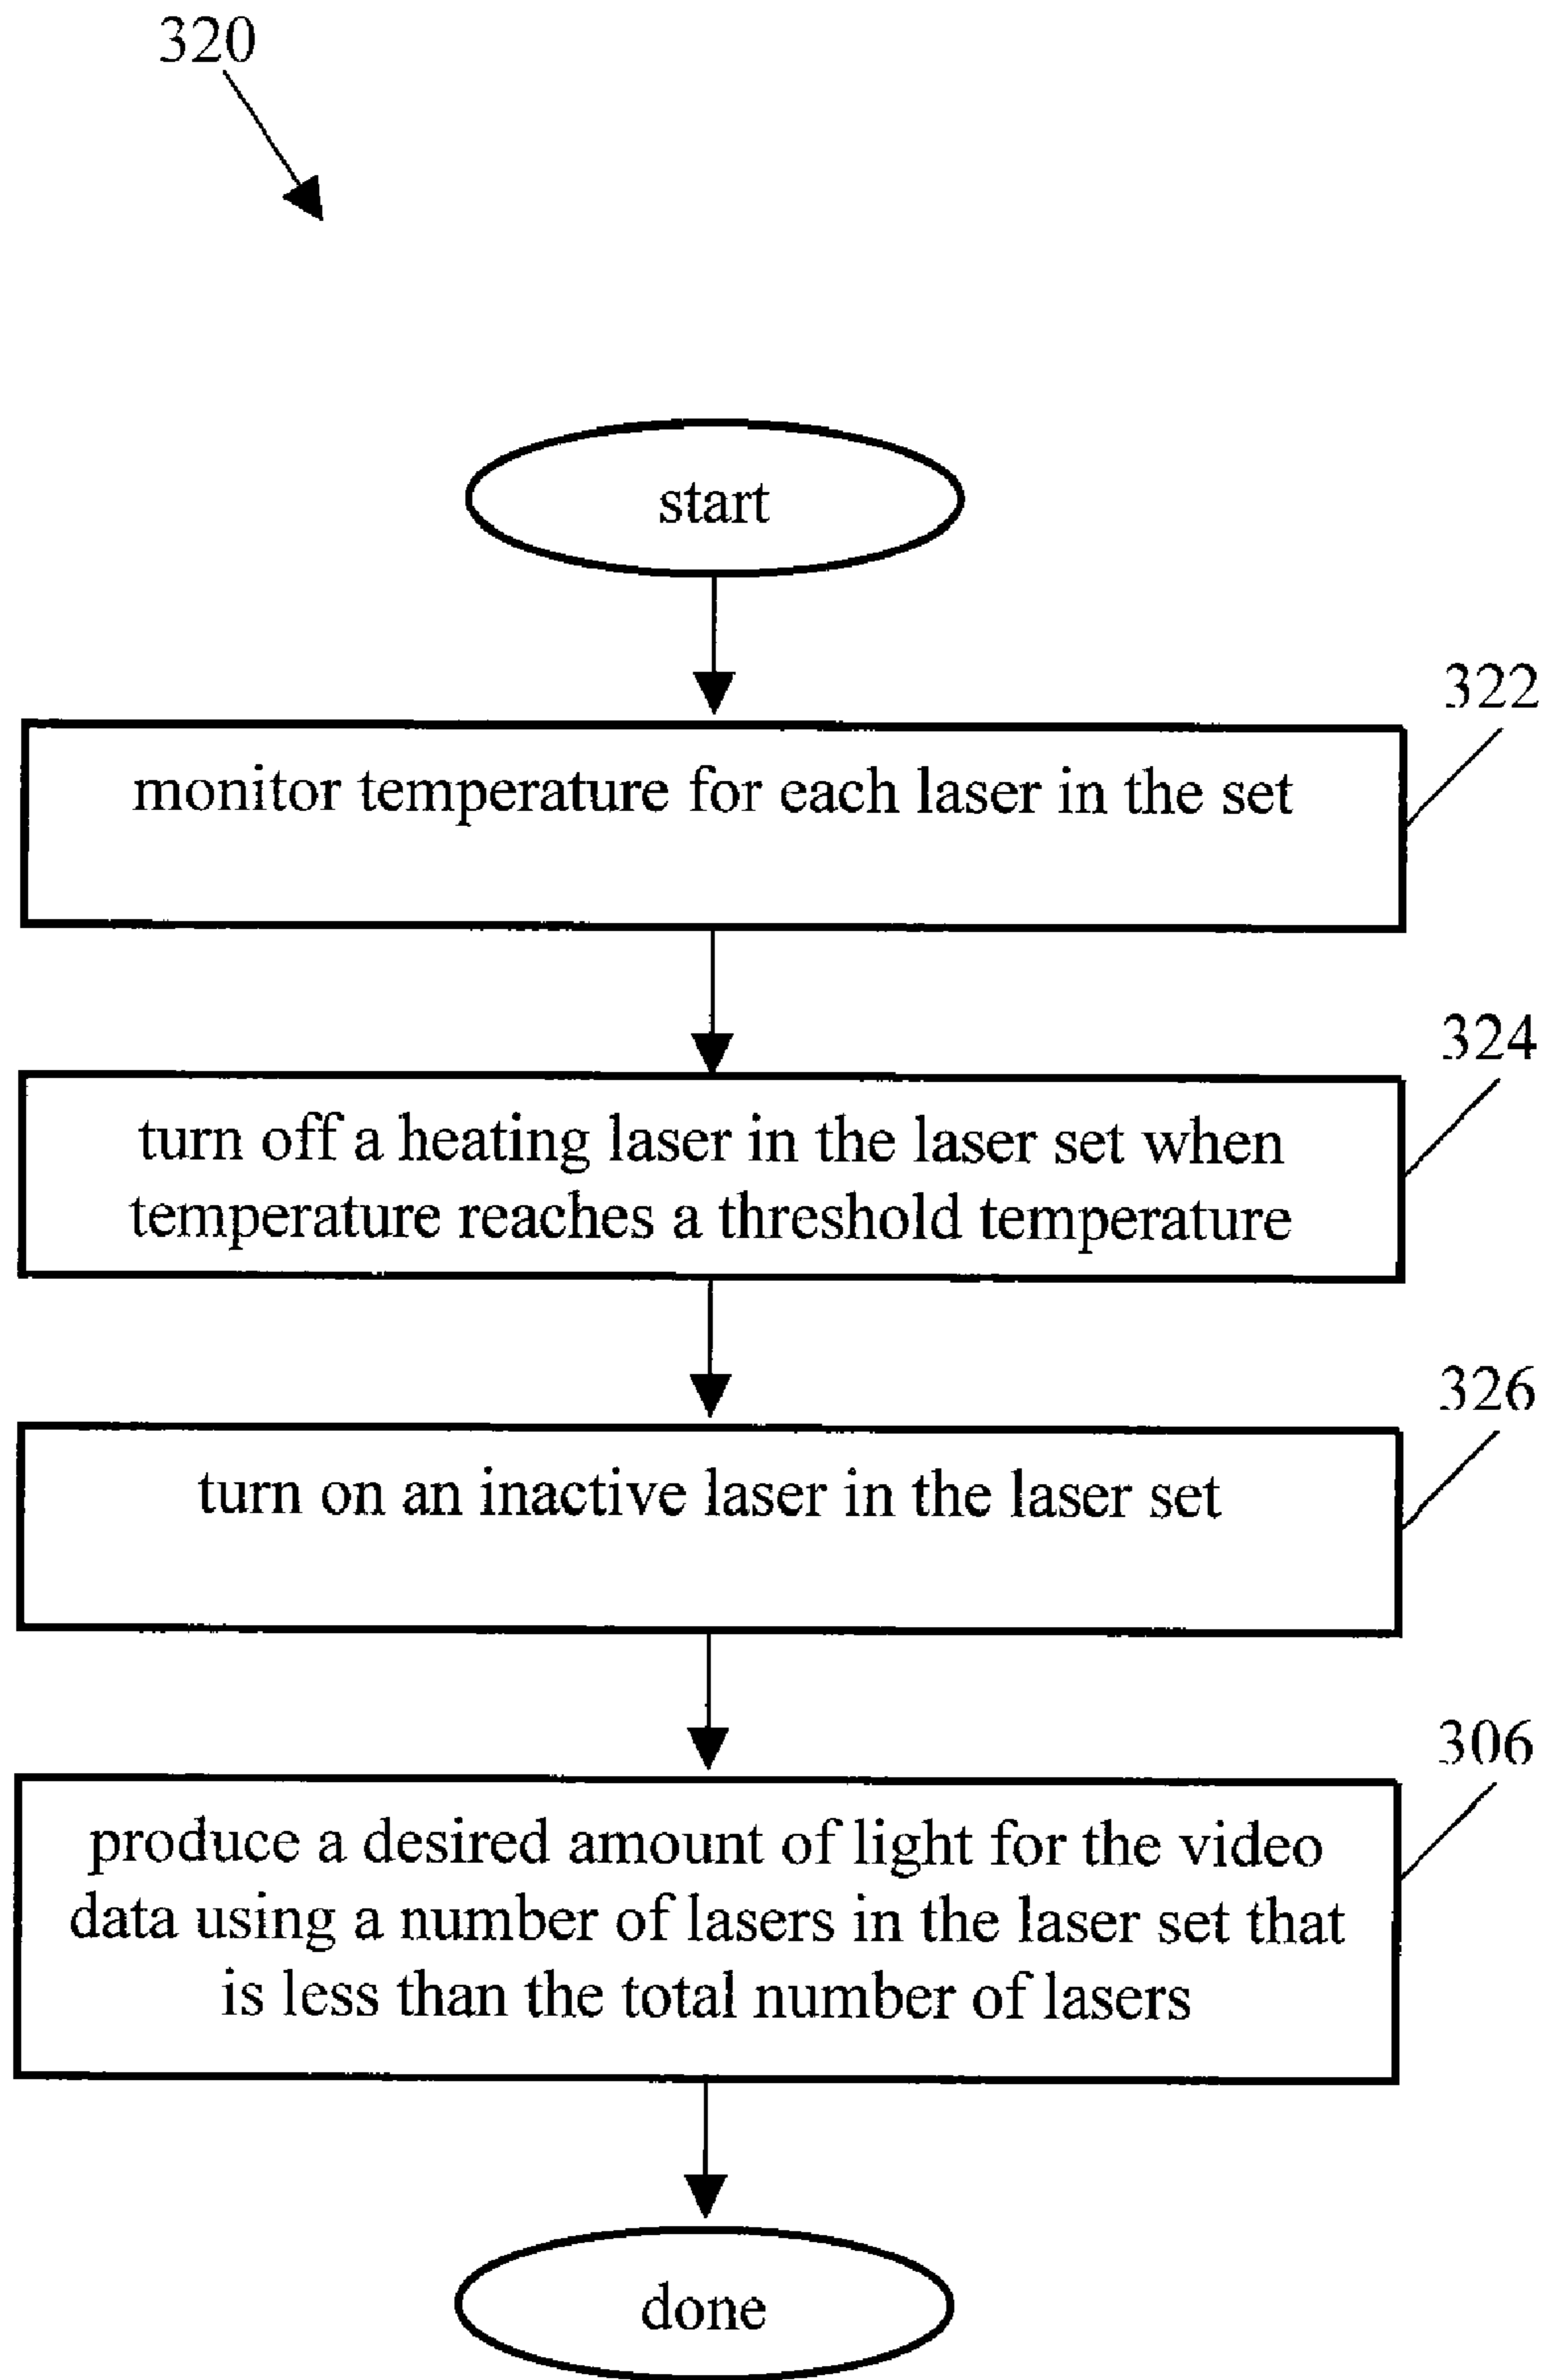 320
start
322
monitor temperature for each laser in the set
324
turn off a heating laser in the laser set when
temperature reaches a threshold temperature
326
turn on an inactive laser in the laser set
306
produce a desired amount of light for the video
data using a number of lasers in the laser set that
is less than the total number of lasers
done